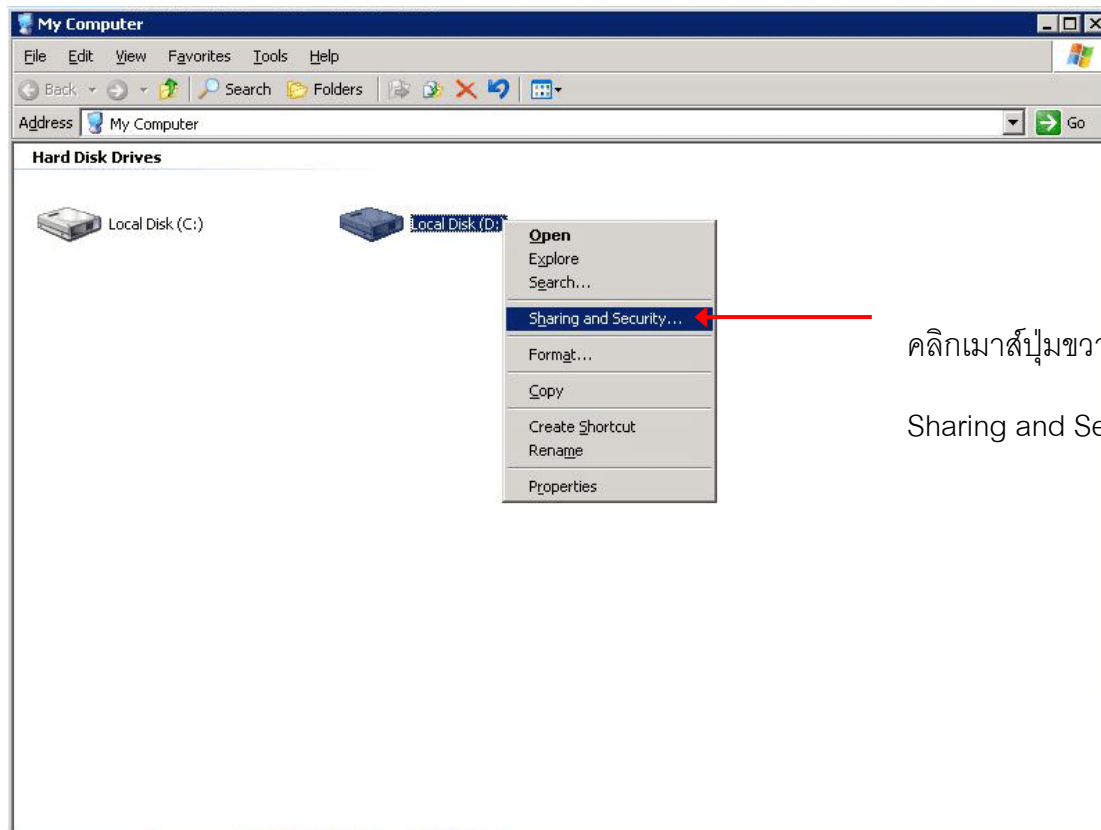 My Computer
File Edit View Favorites Tools Help
Back Search Folders
Address My Computer Go
Hard Disk Drives
Local Disk (C:) Local Disk (D:)
Open
Explore
Search...
Sharing and Security...
Format...
Copy
Create Shortcut
Rename
Properties
คลิกเมาส์ปุ่มขวา
Sharing and Se